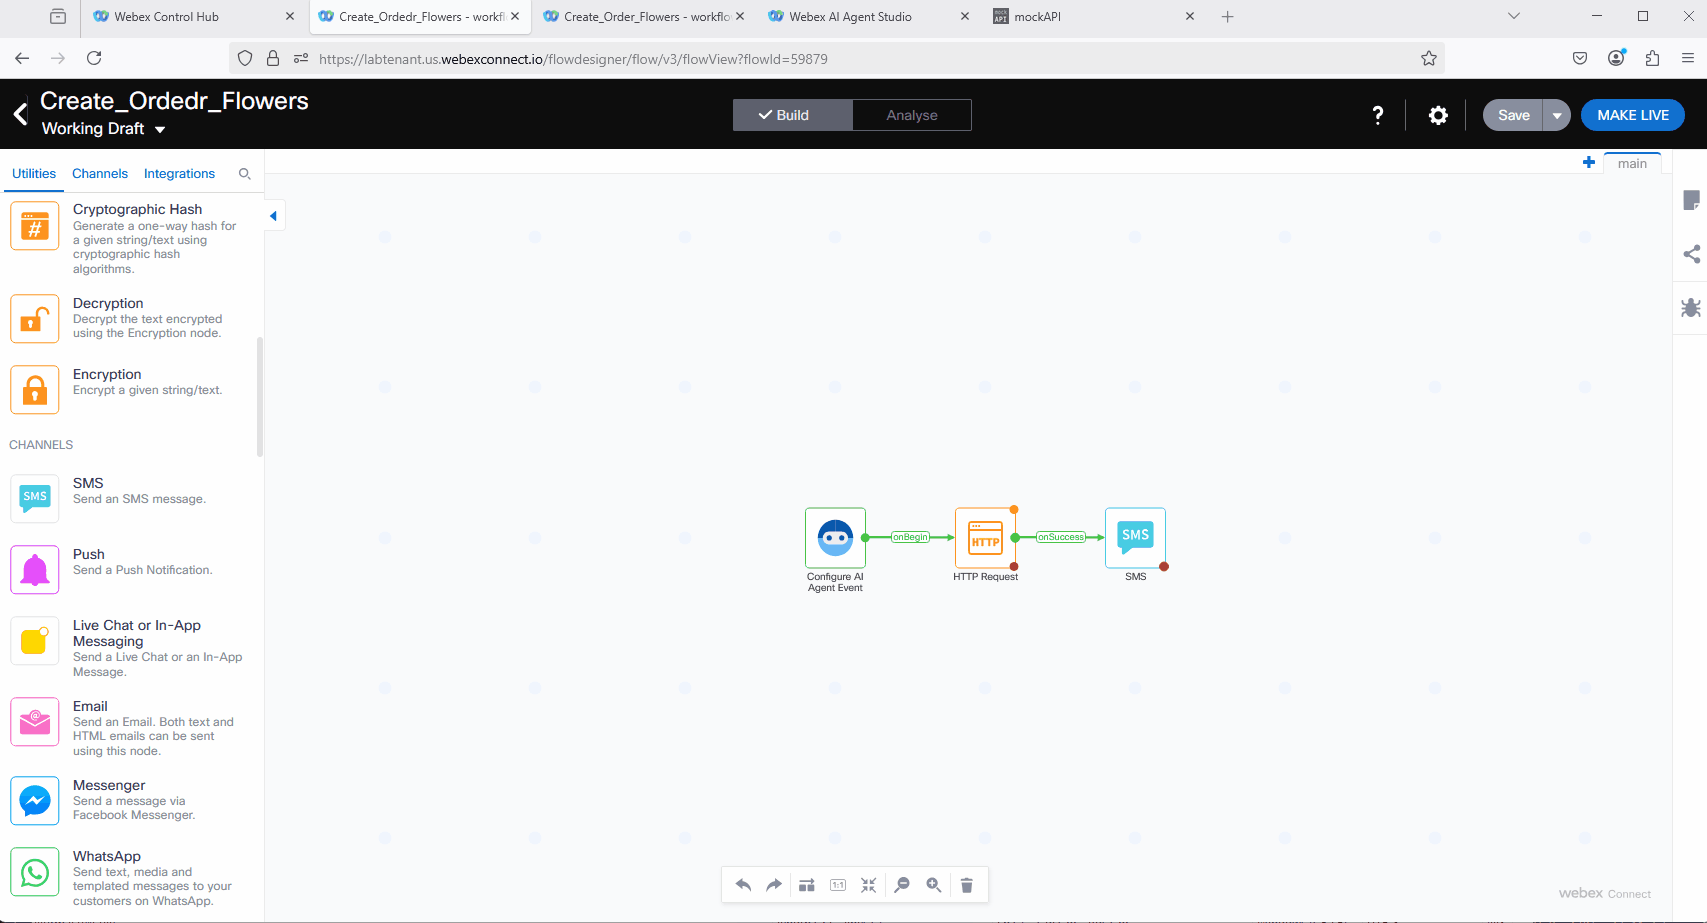 Webex Control Hub
Create_Ordedr_Flowers - workfl
Create_Order_Flowers - workflo
Webex AI Agent Studio
mock API
mockAPI
https://labtenant.us.webexconnect.io/flowdesigner/flow/v3/flowView?flowId=59879
Create_Ordedr_Flowers
Working Draft
Build
Analyse
?
Save
MAKE LIVE
Utilities
Channels
Integrations
main
Cryptographic Hash
Generate a one-way hash for
a given string/text using
cryptographic hash
algorithms.
Decryption
Decrypt the text encrypted
using the Encryption node.
Encryption
Encrypt a given string/text.
CHANNELS
SMS
SMS
Send an SMS message.
Push
Send a Push Notification.
Live Chat or In-App
Messaging
Send a Live Chat or an In-App
Message.
Email
Send an Email. Both text and
HTML emails can be sent
using this node.
Messenger
Send a message via
Facebook Messenger.
WhatsApp
Send text, media and
templated messages to your
customers on WhatsApp.
onBegin
HTTP
onSuccess
SMS
Configure AI
Agent Event
HTTP Request
SMS
1:1
webex Connect